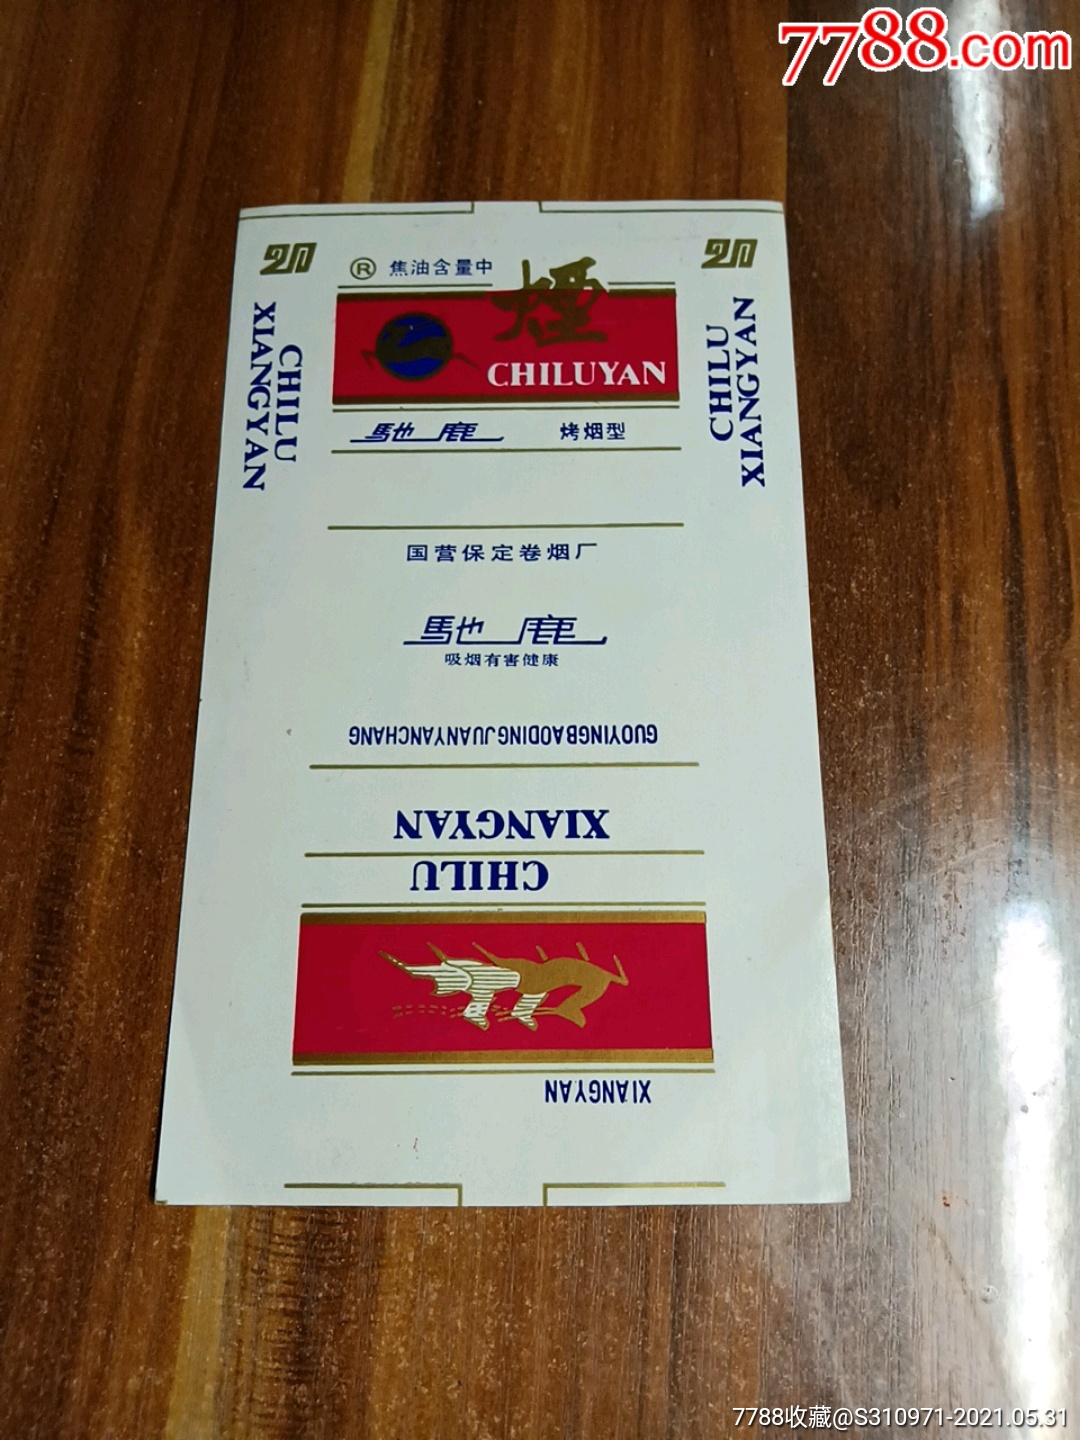 7788.com
20
20
® 焦油含量中
煙
CHILUYAN
馳鹿 烤烟型
CHILU
XIANGYAN
CHILU
XIANGYAN
国营保定卷烟厂
馳鹿
吸烟有害健康
GUOYINGBAODINGJUANYANCHANG
XIANGYAN
CHILU
XIANGYAN
7788收藏@S310971-2021.05.31